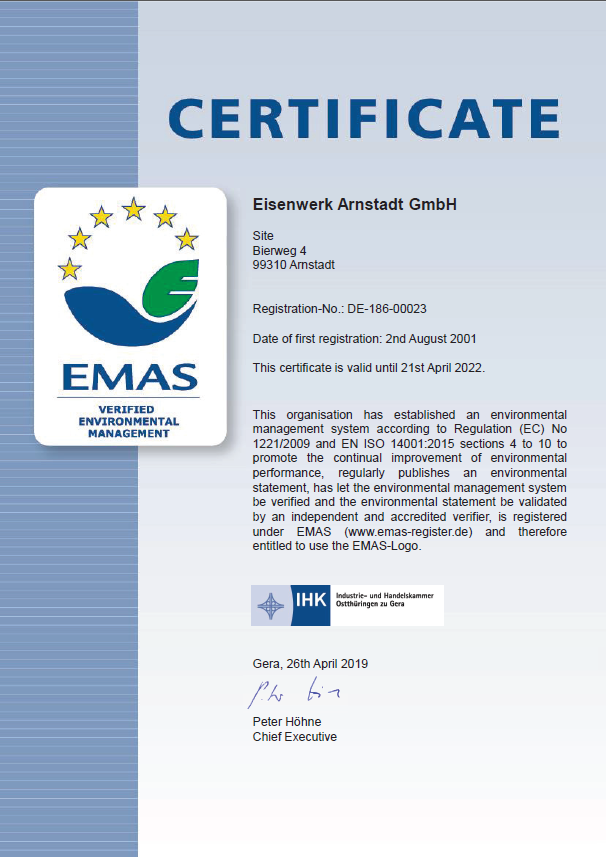 CERTIFICATE
EMAS
VERIFIED
ENVIRONMENTAL
MANAGEMENT
Eisenwerk Arnstadt GmbH
Site
Bierweg 4
99310 Arnstadt
Registration-No.: DE-186-00023
Date of first registration: 2nd August 2001
This certificate is valid until 21st April 2022.
This organisation has established an environmental
management system according to Regulation (EC) No
1221/2009 and EN ISO 14001:2015 sections 4 to 10 to
promote the continual improvement of environmental
performance, regularly publishes an environmental
statement, has let the environmental management system
be verified and the environmental statement be validated
by an independent and accredited verifier, is registered
under EMAS (www.emas-register.de) and therefore
entitled to use the EMAS-Logo.
IHK
Industrie- und Handelskammer
Ostthüringen zu Gera
Gera, 26th April 2019
Peter Höhne
Chief Executive